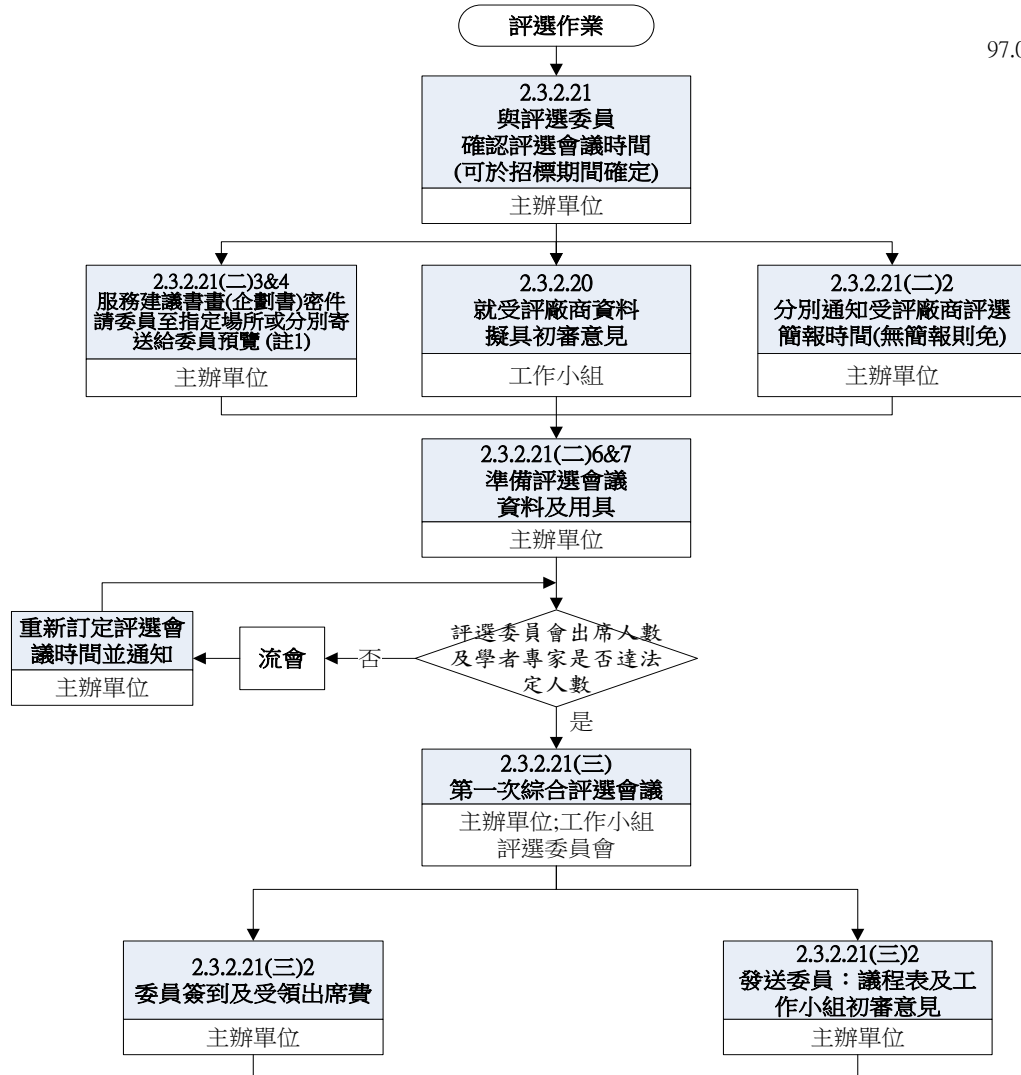 評選作業
97.0
2.3.2.21
與評選委員
確認評選會議時間
(可於招標期間確定)
主辦單位
2.3.2.21(二)3&4
服務建議書畫(企劃書)密件
請委員至指定場所或分別寄
送給委員預覽 (註1)
主辦單位
2.3.2.20
就受評廠商資料
擬具初審意見
工作小組
2.3.2.21(二)2
分別通知受評廠商評選
簡報時間(無簡報則免)
主辦單位
2.3.2.21(二)6&7
準備評選會議
資料及用具
主辦單位
重新訂定評選會
議時間並通知
主辦單位
流會
否
評選委員會出席人數
及學者專家是否達法
定人數
是
2.3.2.21(三)
第一次綜合評選會議
主辦單位;工作小組
評選委員會
2.3.2.21(三)2
委員簽到及受領出席費
主辦單位
2.3.2.21(三)2
發送委員：議程表及工
作小組初審意見
主辦單位